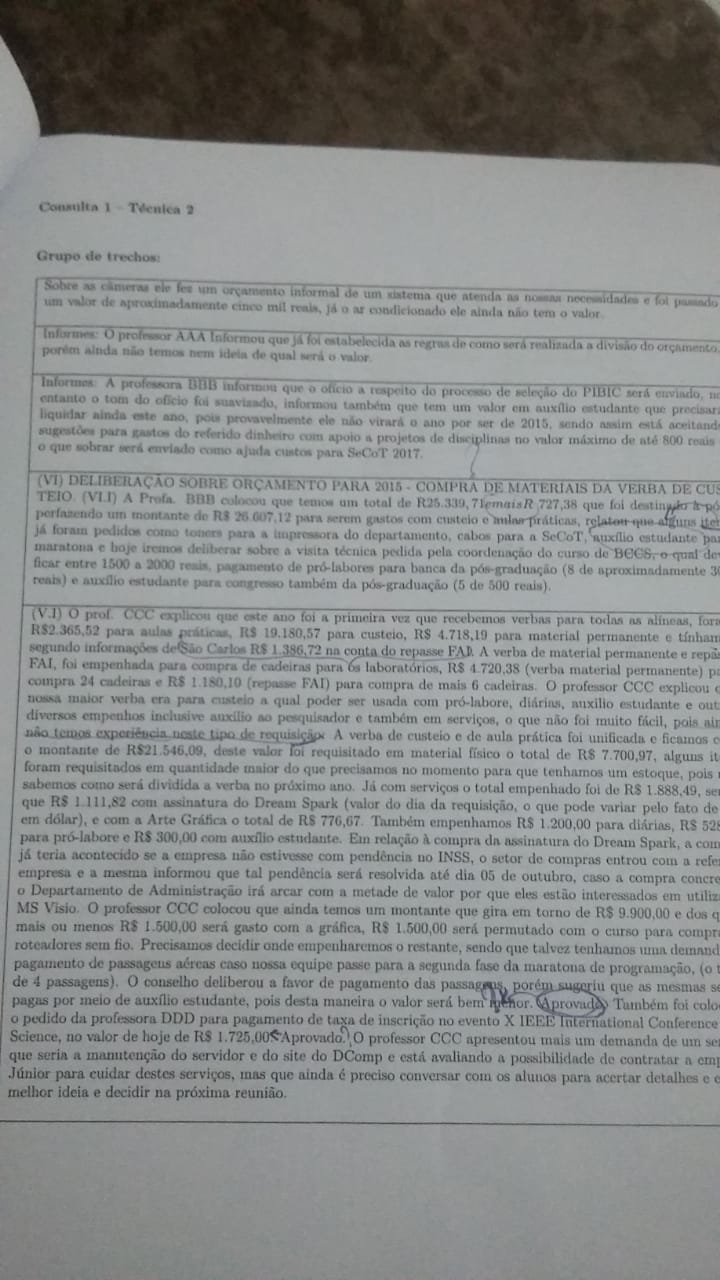 Consulta 1 – Técnica 2
Grupo de trechos:
Sobre as câmeras ele fez um orçamento informal de um sistema que atenda as nossas necessidades e foi passado
um valor de aproximadamente cinco mil reais, já o ar condicionado ele ainda não tem o valor.
Informes: O professor AAA Informou que já foi estabelecida as regras de como será realizada a divisão do orçamento,
porém ainda não temos nem ideia de qual será o valor.
Informes: A professora BBB informou que o ofício a respeito do processo de seleção do PIBIC será enviado, no
entanto o tom do ofício foi suavizado, informou também que tem um valor em auxílio estudante que precisar
liquidar ainda este ano, pois provavelmente ele não virará o ano por ser de 2015, sendo assim está aceitando
sugestões para gastos do referido dinheiro com apoio a projetos de disciplinas no valor máximo de até 800 reais
o que sobrar será enviado como ajuda custos para SeCoT 2017.
(VI) DELIBERAÇÃO SOBRE ORÇAMENTO PARA 2015 - COMPRA DE MATERIAIS DA VERBA DE CUS
TEIO. (VI.I) A Profa. BBB colocou que temos um total de R25.339,71emaisR,727,38 que foi destinado à pó
perfazendo um montante de R$ 26.607,12 para serem gastos com custeio e aulas práticas, relatou que alguns iten
já foram pedidos como toners para a impressora do departamento, cabos para a SeCoT, auxílio estudante par
maratona e hoje iremos deliberar sobre a visita técnica pedida pela coordenação do curso de BCCS, o qual dev
ficar entre 1500 a 2000 reais, pagamento de pró-labores para banca da pós-graduação (8 de aproximadamente 30
reais) e auxílio estudante para congresso também da pós-graduação (5 de 500 reais).
(V.I) O prof. CCC explicou que este ano foi a primeira vez que recebemos verbas para todas as alíneas, fora
R$2.365,52 para aulas práticas, R$ 19.180,57 para custeio, R$ 4.718,19 para material permanente e tínham
segundo informações de São Carlos R$ 1.386,72 na conta do repasse FAI. A verba de material permanente e repas
FAI, foi empenhada para compra de cadeiras para os laboratórios, R$ 4.720,38 (verba material permanente) pa
compra 24 cadeiras e R$ 1.180,10 (repasse FAI) para compra de mais 6 cadeiras. O professor CCC explicou q
nossa maior verba era para custeio a qual poder ser usada com pró-labore, diárias, auxilio estudante e out
diversos empenhos inclusive auxílio ao pesquisador e também em serviços, o que não foi muito fácil, pois ain
não temos experiência neste tipo de requisição. A verba de custeio e de aula prática foi unificada e ficamos c
o montante de R$21.546,09, deste valor foi requisitado em material físico o total de R$ 7.700,97, alguns ite
foram requisitados em quantidade maior do que precisamos no momento para que tenhamos um estoque, pois
sabemos como será dividida a verba no próximo ano. Já com serviços o total empenhado foi de R$ 1.888,49, sen
que R$ 1.111,82 com assinatura do Dream Spark (valor do dia da requisição, o que pode variar pelo fato de
em dólar), e com a Arte Gráfica o total de R$ 776,67. Também empenhamos R$ 1.200,00 para diárias, R$ 528
para pró-labore e R$ 300,00 com auxílio estudante. Em relação à compra da assinatura do Dream Spark, a com
já teria acontecido se a empresa não estivesse com pendência no INSS, o setor de compras entrou com a refer
empresa e a mesma informou que tal pendência será resolvida até dia 05 de outubro, caso a compra concre
o Departamento de Administração irá arcar com a metade de valor por que eles estão interessados em utiliza
MS Visio. O professor CCC colocou que ainda temos um montante que gira em torno de R$ 9.900,00 e dos q
mais ou menos R$ 1.500,00 será gasto com a gráfica, R$ 1.500,00 será permutado com o curso para compra
roteadores sem fio. Precisamos decidir onde empenharemos o restante, sendo que talvez tenhamos uma demand
pagamento de passagens aéreas caso nossa equipe passe para a segunda fase da maratona de programação, (o t
de 4 passagens). O conselho deliberou a favor de pagamento das passagens, porém sugeriu que as mesmas se
pagas por meio de auxílio estudante, pois desta maneira o valor será bem menor. Aprovado. Também foi colo
o pedido da professora DDD para pagamento de taxa de inscrição no evento X IEEE International Conference
Science, no valor de hoje de R$ 1.725,00. Aprovado. O professor CCC apresentou mais um demanda de um ser
que seria a manutenção do servidor e do site do DComp e está avaliando a possibilidade de contratar a emp
Júnior para cuidar destes serviços, mas que ainda é preciso conversar com os alunos para acertar detalhes e e
melhor ideia e decidir na próxima reunião.